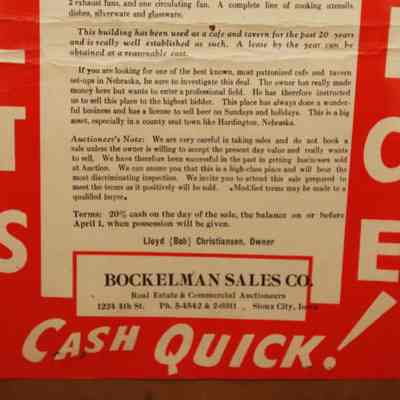 2 exhaust fans, and one circulating fan. A complete line of cooking utensils
dishes, silverware and glassware.
This building has been used as a cafe and tavern for the past 20 years
and is really well established as such. A lease by the year can be
obtained at a reasonable cost.
If you are looking for one of the best known, most patronized cafe and tavern
set-ups in Nebraska, be sure to investigate this deal. The owner has really made
money here but wants to enter a professional field. He has therefore instructed
us to sell this place to the highest bidder. This place has always done a wonder-
ful business and has a license to sell beer on Sundays and holidays. This is a big
asset, especially in a county seat town like Hartington, Nebraska.
Auctioneer's Note: We are very careful in taking sales and do not book a
sale unless the owner is willing to accept the present day value and really wants
to sell. We have therefore been successful in the past in getting businesses sold
at Auction. We can assure you that this is a high-class place and will bear the
most discriminating inspection. We invite you to attend this sale prepared to
meet the terms as it positively will be sold. Modified terms may be made to a
qualified buyer.
Terms: 20% cash on the day of the sale, the balance on or before
April 1, when possession will be given.
Lloyd (Bob) Christiansen, Owner
T
S
C
E
BOCKELMAN SALES CO.
Real Estate & Commercial Auctioneers
1224 4th St. Ph. 5-4542 & 2-0311 Sioux City, Iowa
CASH QUICK!